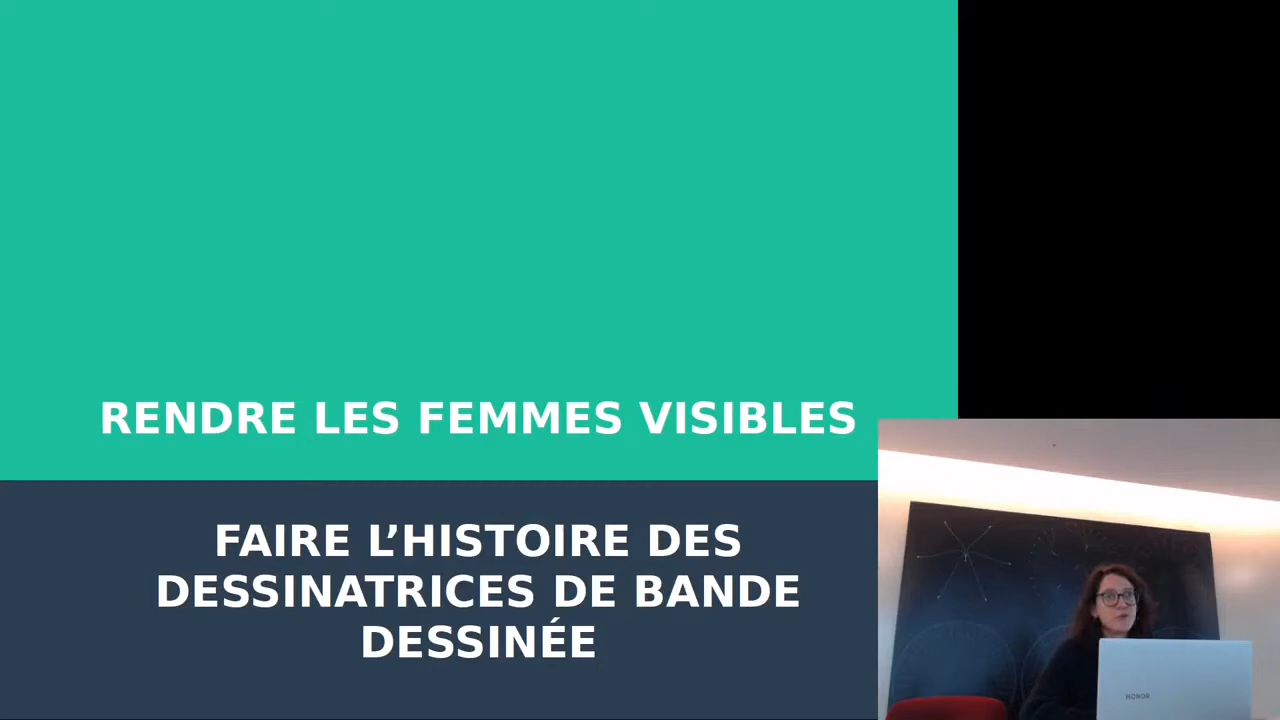 RENDRE LES FEMMES VISIBLES
FAIRE L’HISTOIRE DES
DESSINATRICES DE BANDE
DESSINÉE
HONOR